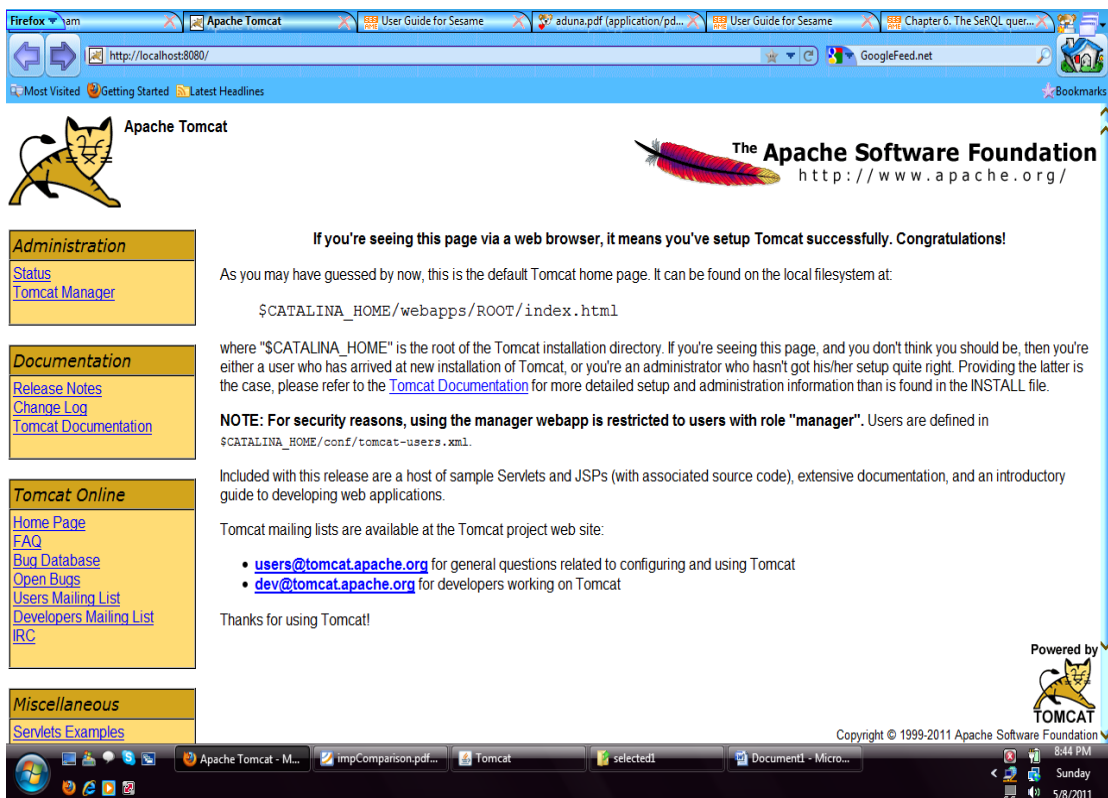 Firefox
Apache Tomcat
User Guide for Sesame
aduna.pdf (application/pd...
User Guide for Sesame
Chapter 6. The SeRQL quer...
http://localhost:8080/
GoogleFeed.net
Most Visited
Getting Started
Latest Headlines
Bookmarks
Apache Tomcat
The Apache Software Foundation
http://www.apache.org/
Administration
Status
Tomcat Manager
Documentation
Release Notes
Change Log
Tomcat Documentation
Tomcat Online
Home Page
FAQ
Bug Database
Open Bugs
Users Mailing List
Developers Mailing List
IRC
Miscellaneous
Servlets Examples
If you're seeing this page via a web browser, it means you've setup Tomcat successfully. Congratulations!
As you may have guessed by now, this is the default Tomcat home page. It can be found on the local filesystem at:
$CATALINA_HOME/webapps/ROOT/index.html
where "$CATALINA_HOME" is the root of the Tomcat installation directory. If you're seeing this page, and you don't think you should be, then you're
either a user who has arrived at new installation of Tomcat, or you're an administrator who hasn't got his/her setup quite right. Providing the latter is
the case, please refer to the Tomcat Documentation for more detailed setup and administration information than is found in the INSTALL file.
NOTE: For security reasons, using the manager webapp is restricted to users with role "manager". Users are defined in
$CATALINA_HOME/conf/tomcat-users.xml.
Included with this release are a host of sample Servlets and JSPs (with associated source code), extensive documentation, and an introductory
guide to developing web applications.
Tomcat mailing lists are available at the Tomcat project web site:
• users@tomcat.apache.org for general questions related to configuring and using Tomcat
• dev@tomcat.apache.org for developers working on Tomcat
Thanks for using Tomcat!
Powered by
TOMCAT
Copyright © 1999-2011 Apache Software Foundation
Apache Tomcat - M...
impComparison.pdf...
Tomcat
selected1
Document1 - Micro...
8:44 PM
Sunday
5/8/2011